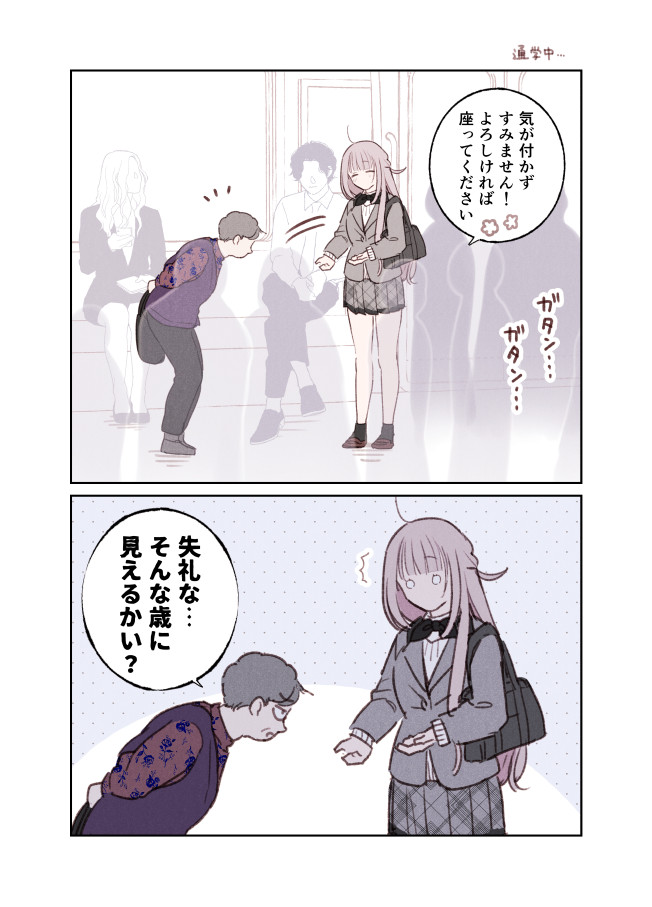 通学中…
気が付かず
すみません！
よろしければ
座ってください
ガタン…
ガタン…
失礼な…
そんな歳に
見えるかい？